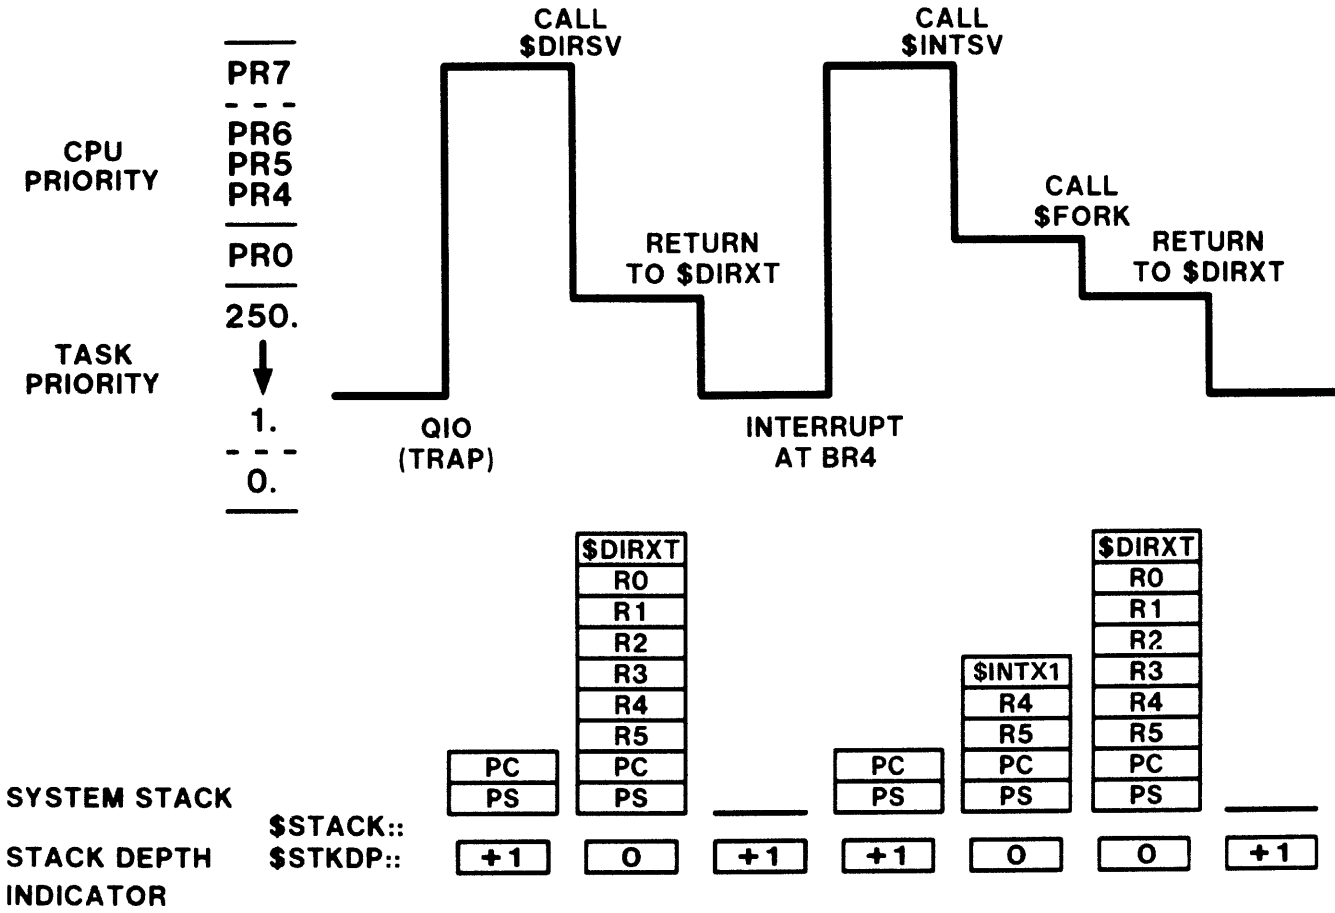 CALL
$DIRSV
CALL
$INTSV
PR7
PR6
PR5
PR4
CPU
PRIORITY
CALL
$FORK
PR0
RETURN
TO $DIRXT
RETURN
TO $DIRXT
250.
TASK
PRIORITY
1.
0.
QIO
(TRAP)
INTERRUPT
AT BR4
PC
PS
$DIRXT
R0
R1
R2
R3
R4
R5
PC
PS
PC
PS
$INTX1
R4
R5
PC
PS
$DIRXT
R0
R1
R2
R3
R4
R5
PC
PS
SYSTEM STACK
$STACK::
STACK DEPTH
INDICATOR
$STKDP::
+1
0
+1
+1
0
0
+1